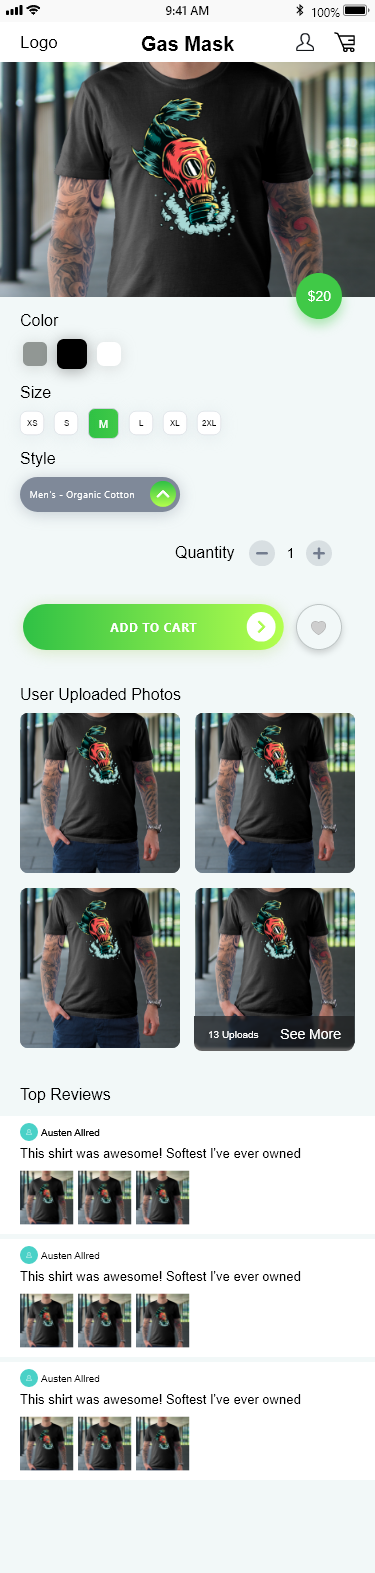 9:41 AM 100%
Logo Gas Mask
$20
Color
Size
XS S M L XL 2XL
Style
Men's - Organic Cotton
Quantity 1
ADD TO CART
User Uploaded Photos
13 Uploads See More
Top Reviews
Austen Allred
This shirt was awesome! Softest I've ever owned
Austen Allred
This shirt was awesome! Softest I've ever owned
Austen Allred
This shirt was awesome! Softest I've ever owned